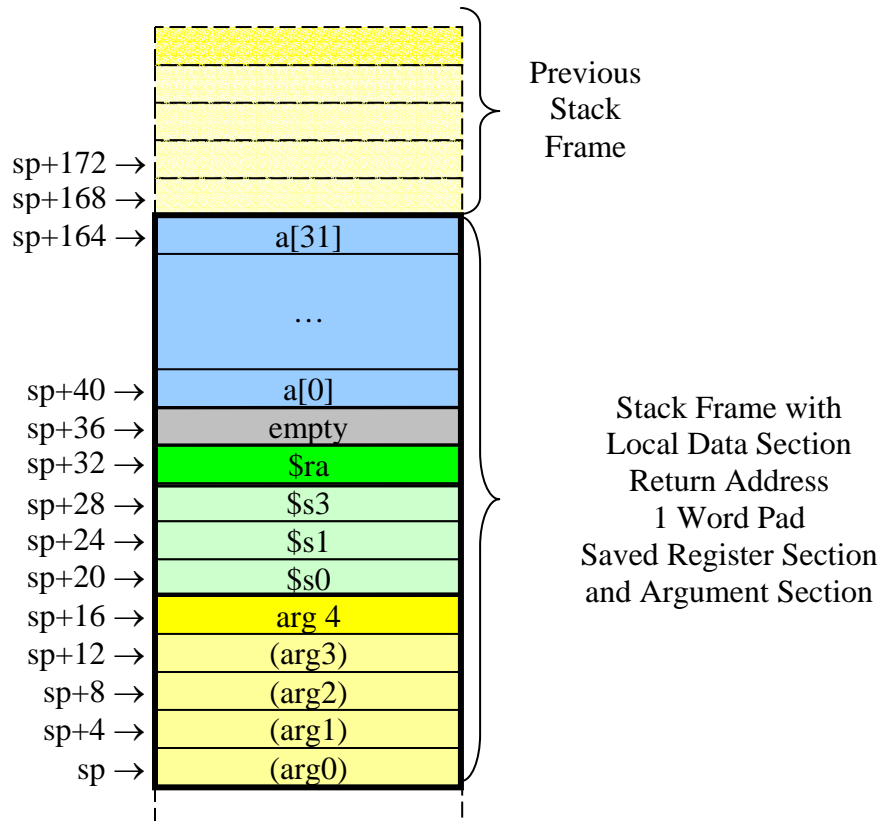 Previous
Stack
Frame
sp+172 →
sp+168 →
sp+164 → a[31]
…
sp+40 → a[0]
sp+36 → empty
sp+32 → $ra
sp+28 → $s3
sp+24 → $s1
sp+20 → $s0
sp+16 → arg 4
sp+12 → (arg3)
sp+8 → (arg2)
sp+4 → (arg1)
sp → (arg0)
Stack Frame with
Local Data Section
Return Address
1 Word Pad
Saved Register Section
and Argument Section